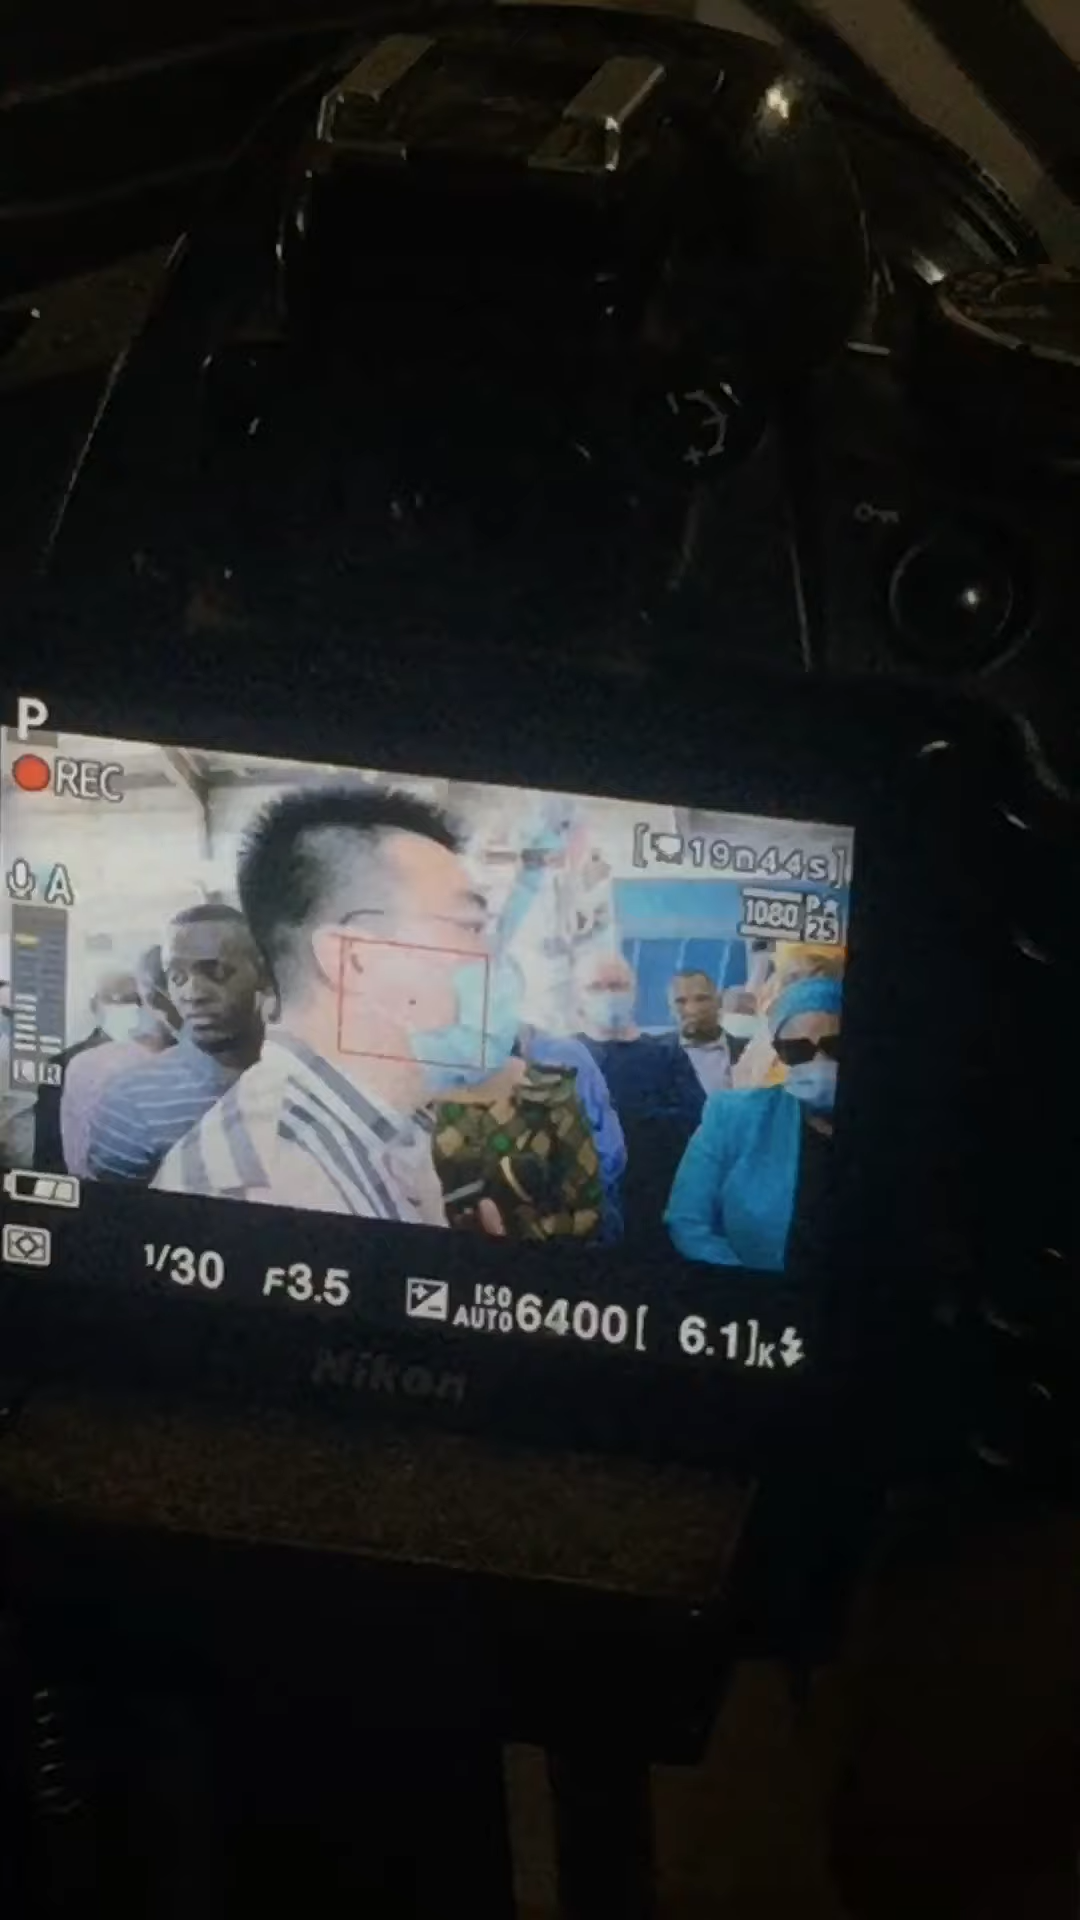 P
REC
[19m44s]
A
1080 25
L R
1/30 F3.5 ISO AUTO 6400 [ 6.1]K
Nikon